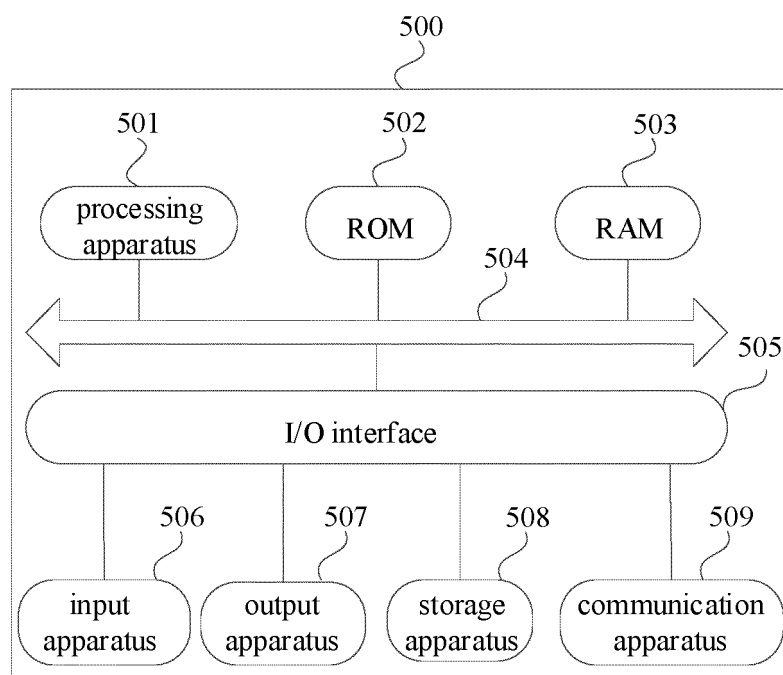 500
501
502
503
processing
apparatus
ROM
RAM
504
505
I/O interface
506
507
508
509
input
apparatus
output
apparatus
storage
apparatus
communication
apparatus